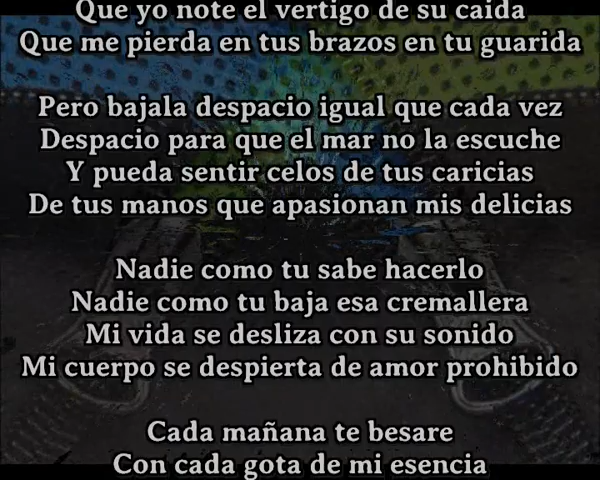 Que yo note el vertigo de su caida
Que me pierda en tus brazos en tu guarida
Pero bajala despacio igual que cada vez
Despacio para que el mar no la escuche
Y pueda sentir celos de tus caricias
De tus manos que apasionan mis delicias
Nadie como tu sabe hacerlo
Nadie como tu baja esa cremallera
Mi vida se desliza con su sonido
Mi cuerpo se despierta de amor prohibido
Cada mañana te besare
Con cada gota de mi esencia